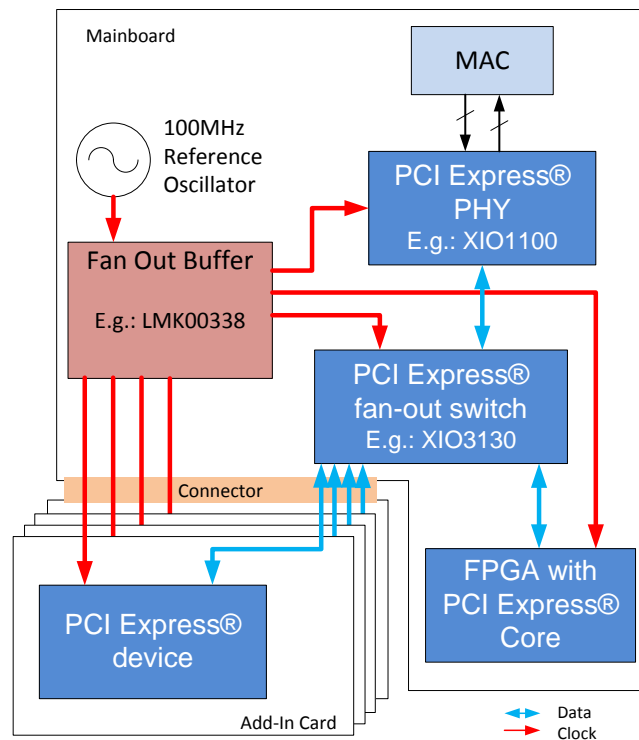 Mainboard
MAC
100MHz
Reference
Oscillator
PCI Express®
PHY
E.g.: XIO1100
Fan Out Buffer
E.g.: LMK00338
PCI Express®
fan-out switch
E.g.: XIO3130
Connector
FPGA with
PCI Express®
Core
PCI Express®
device
Add-In Card
Data
Clock